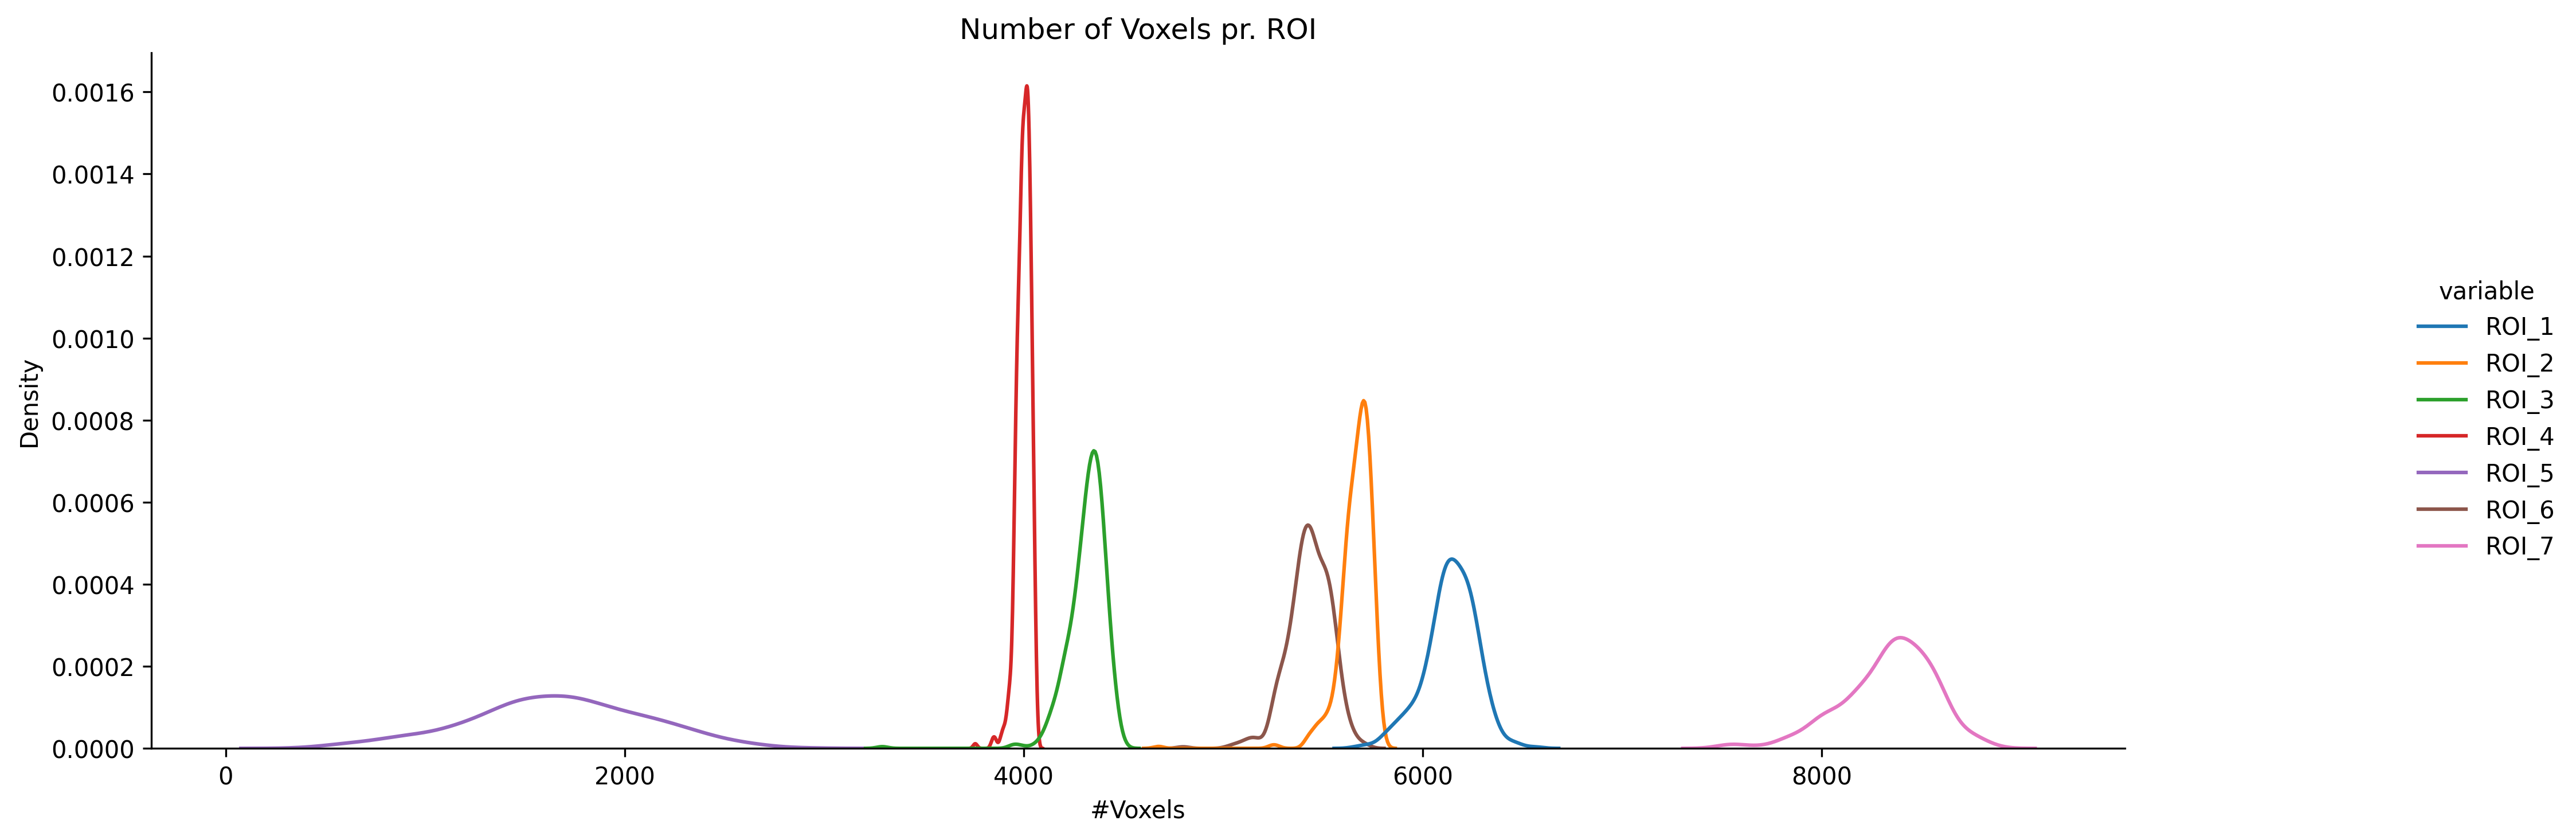 Number of Voxels pr. ROI
0.0016
0.0014
0.0012
0.0010
0.0008
0.0006
0.0004
0.0002
0.0000
Density
0 2000 4000 6000 8000
#Voxels
variable
ROI_1
ROI_2
ROI_3
ROI_4
ROI_5
ROI_6
ROI_7